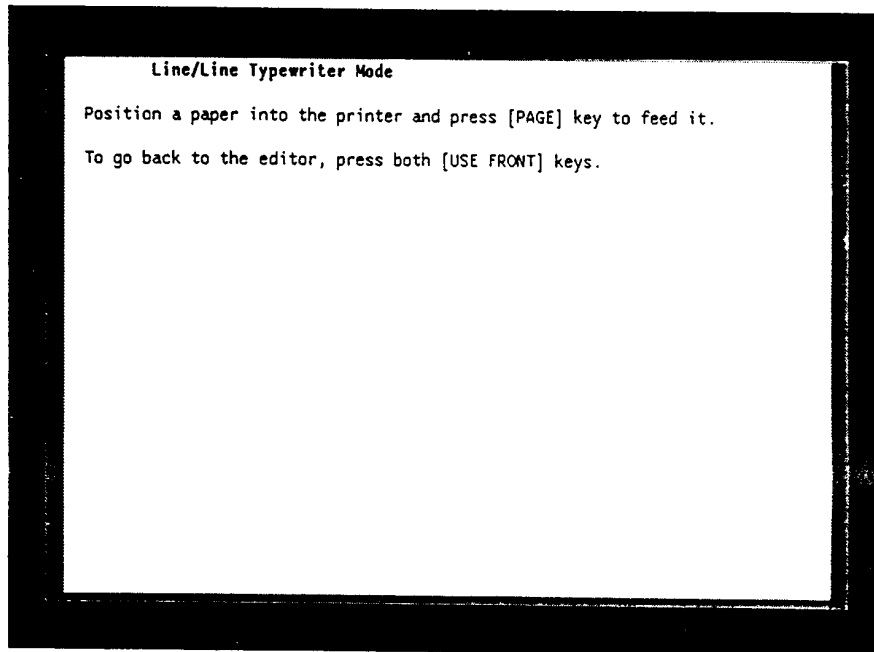 Line/Line Typewriter Mode
Position a paper into the printer and press [PAGE] key to feed it.
To go back to the editor, press both [USE FRONT] keys.